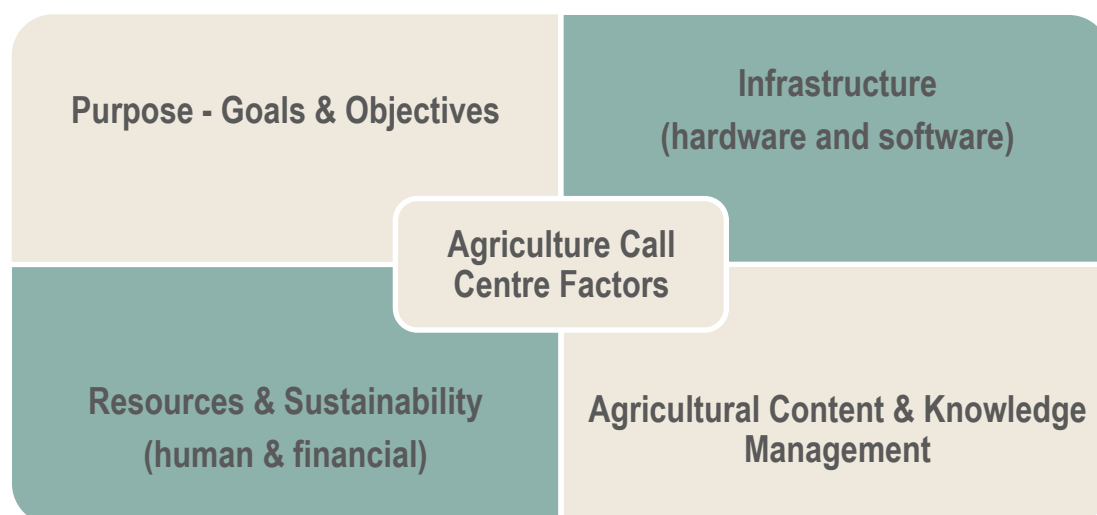 Purpose - Goals & Objectives
Infrastructure
(hardware and software)
Agriculture Call
Centre Factors
Resources & Sustainability
(human & financial)
Agricultural Content & Knowledge
Management